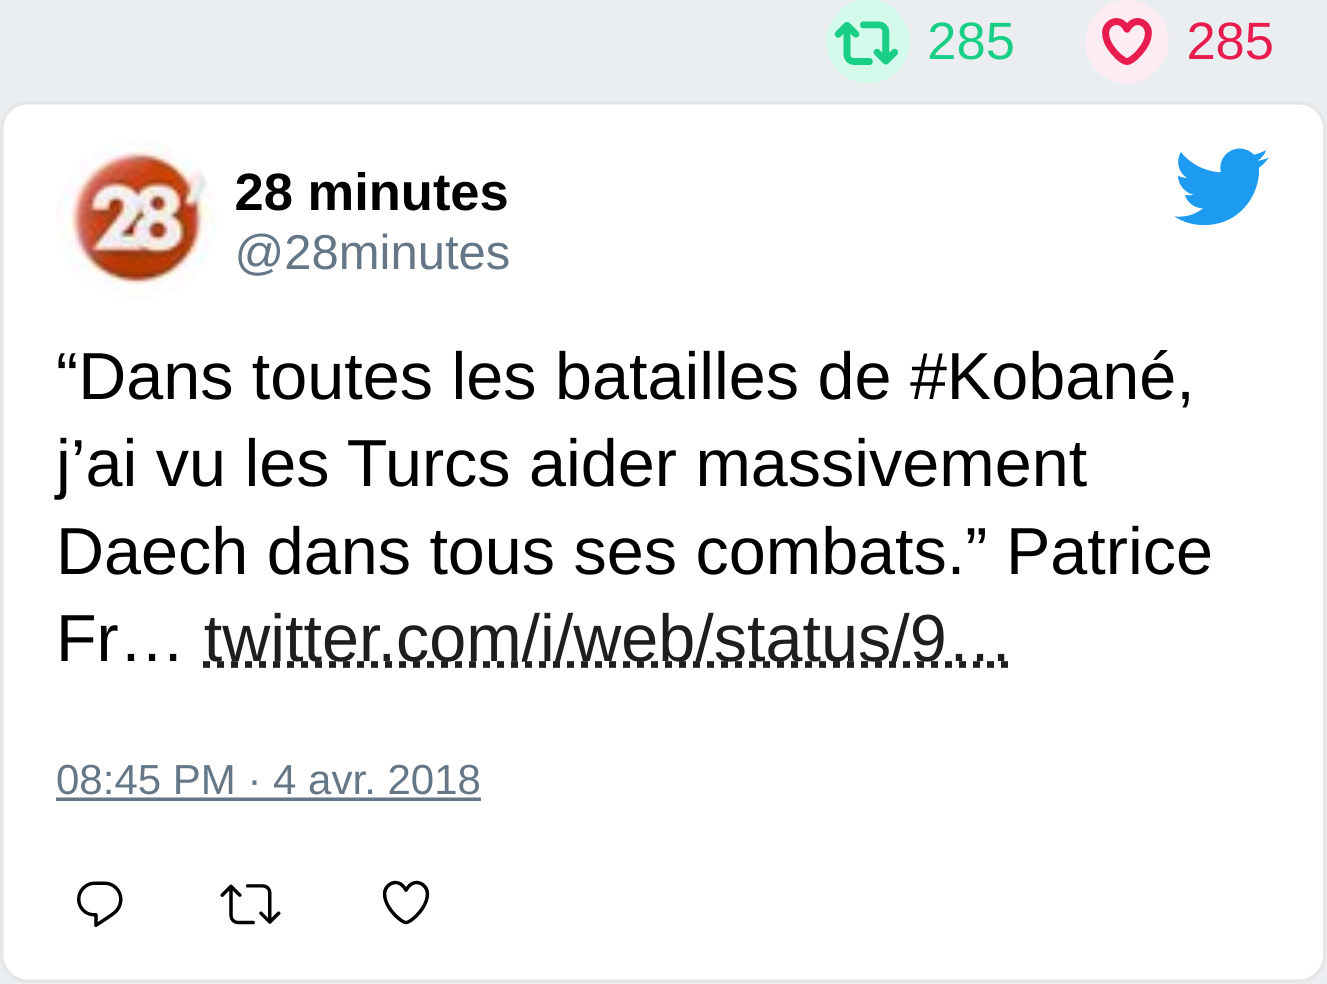 285 285
28'
28 minutes
@28minutes
“Dans toutes les batailles de #Kobané,
j’ai vu les Turcs aider massivement
Daech dans tous ses combats.” Patrice
Fr… twitter.com/i/web/status/9…
08:45 PM · 4 avr. 2018